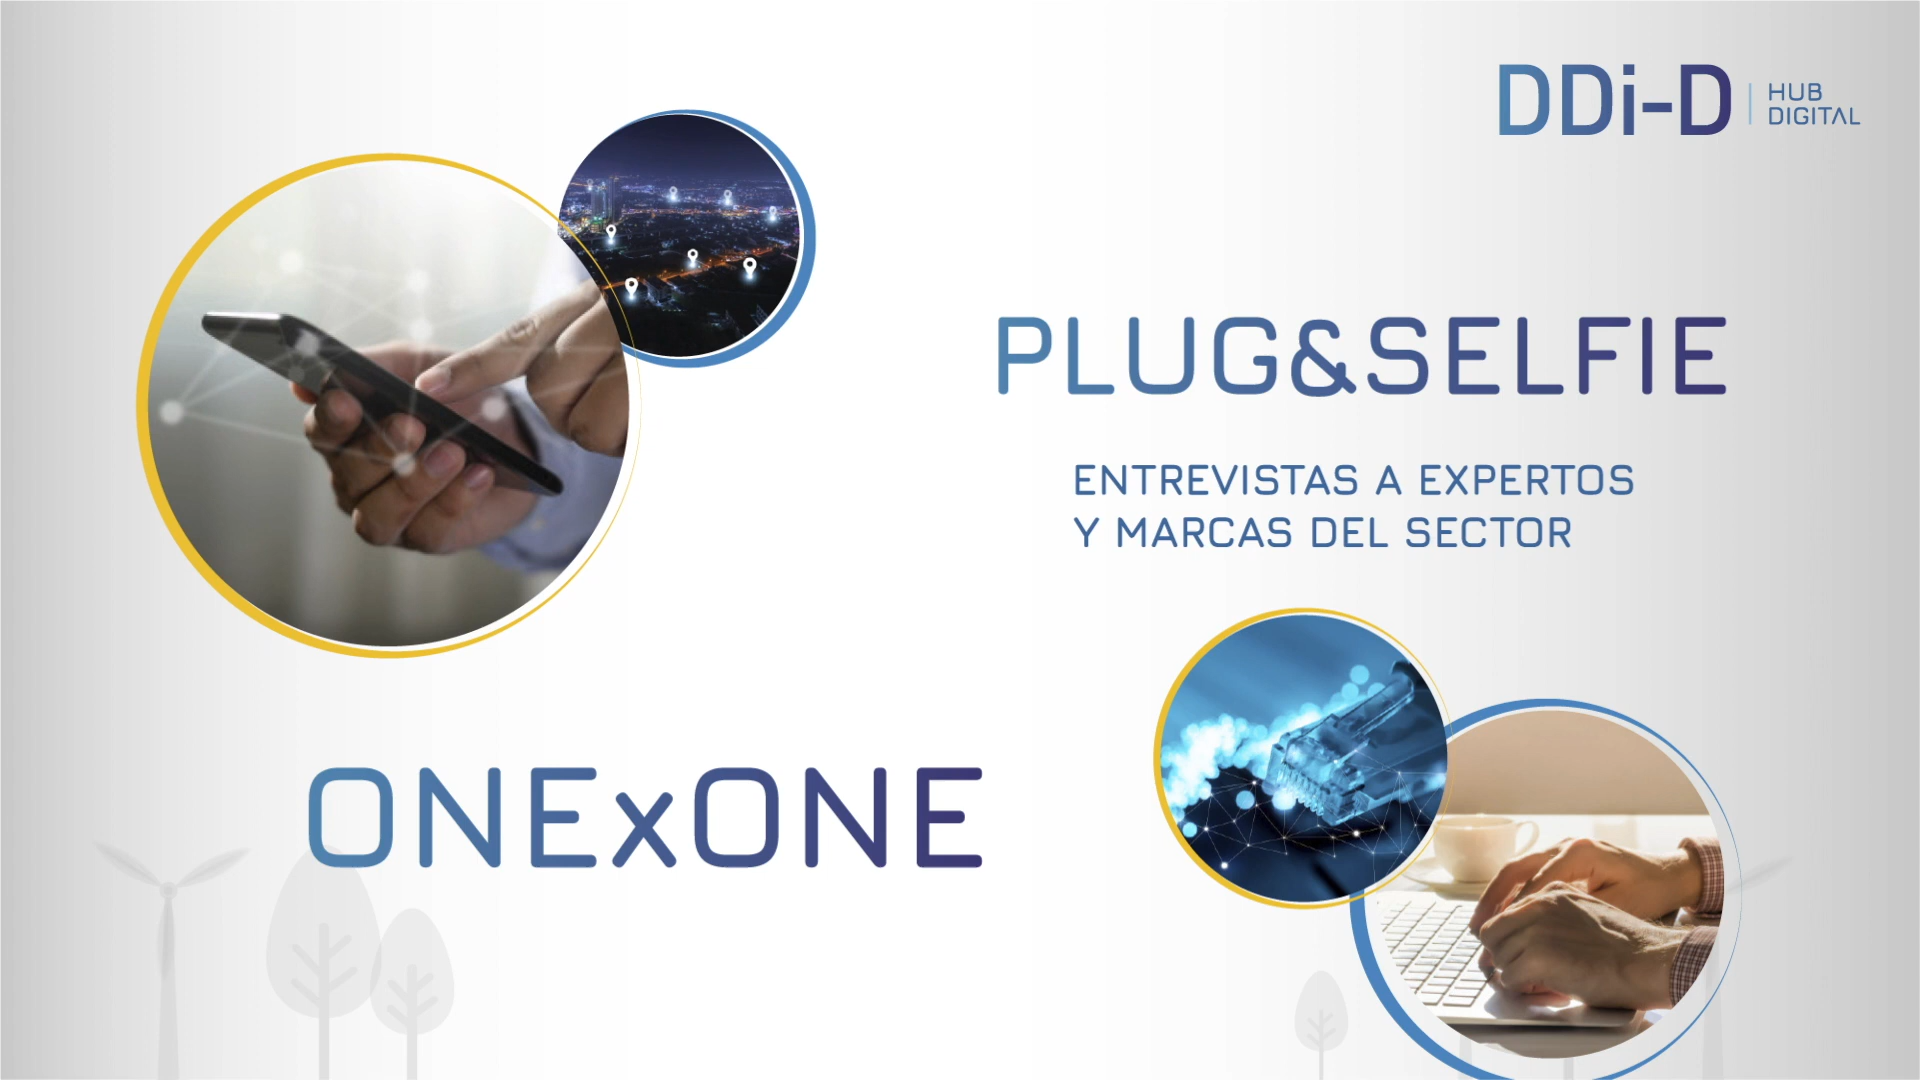 DDi-D
HUB
DIGITAL
PLUG&SELFIE
ENTREVISTAS A EXPERTOS
Y MARCAS DEL SECTOR
ONExONE